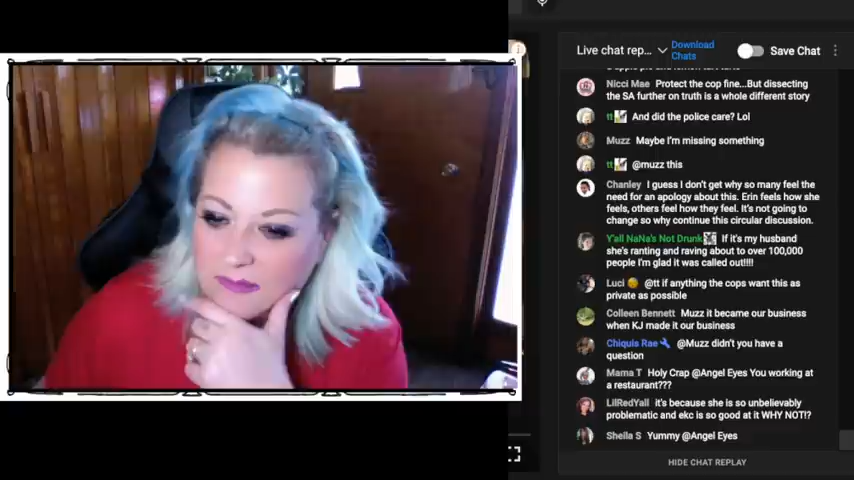 Live chat rep...
Download
Chats
Save Chat
Nicci Mae Protect the cop fine...But dissecting
the SA further on truth is a whole different story
tt And did the police care? Lol
Muzz Maybe I'm missing something
tt @muzz this
Chanley I guess I don't get why so many feel the
need for an apology about this. Erin feels how she
feels, others feel how they feel. It's not going to
change so why continue this circular discussion.
Y'all NaNa's Not Drunk If it's my husband
she's ranting and raving about to over 100,000
people I'm glad it was called out!!!!
Luci @tt if anything the cops want this as
private as possible
Colleen Bennett Muzz it became our business
when KJ made it our business
Chiquis Rae @Muzz didn't you have a
question
Mama T Holy Crap @Angel Eyes You working at
a restaurant???
LilRedYall it's because she is so unbelievably
problematic and ekc is so good at it WHY NOT!?
Sheila S Yummy @Angel Eyes
HIDE CHAT REPLAY